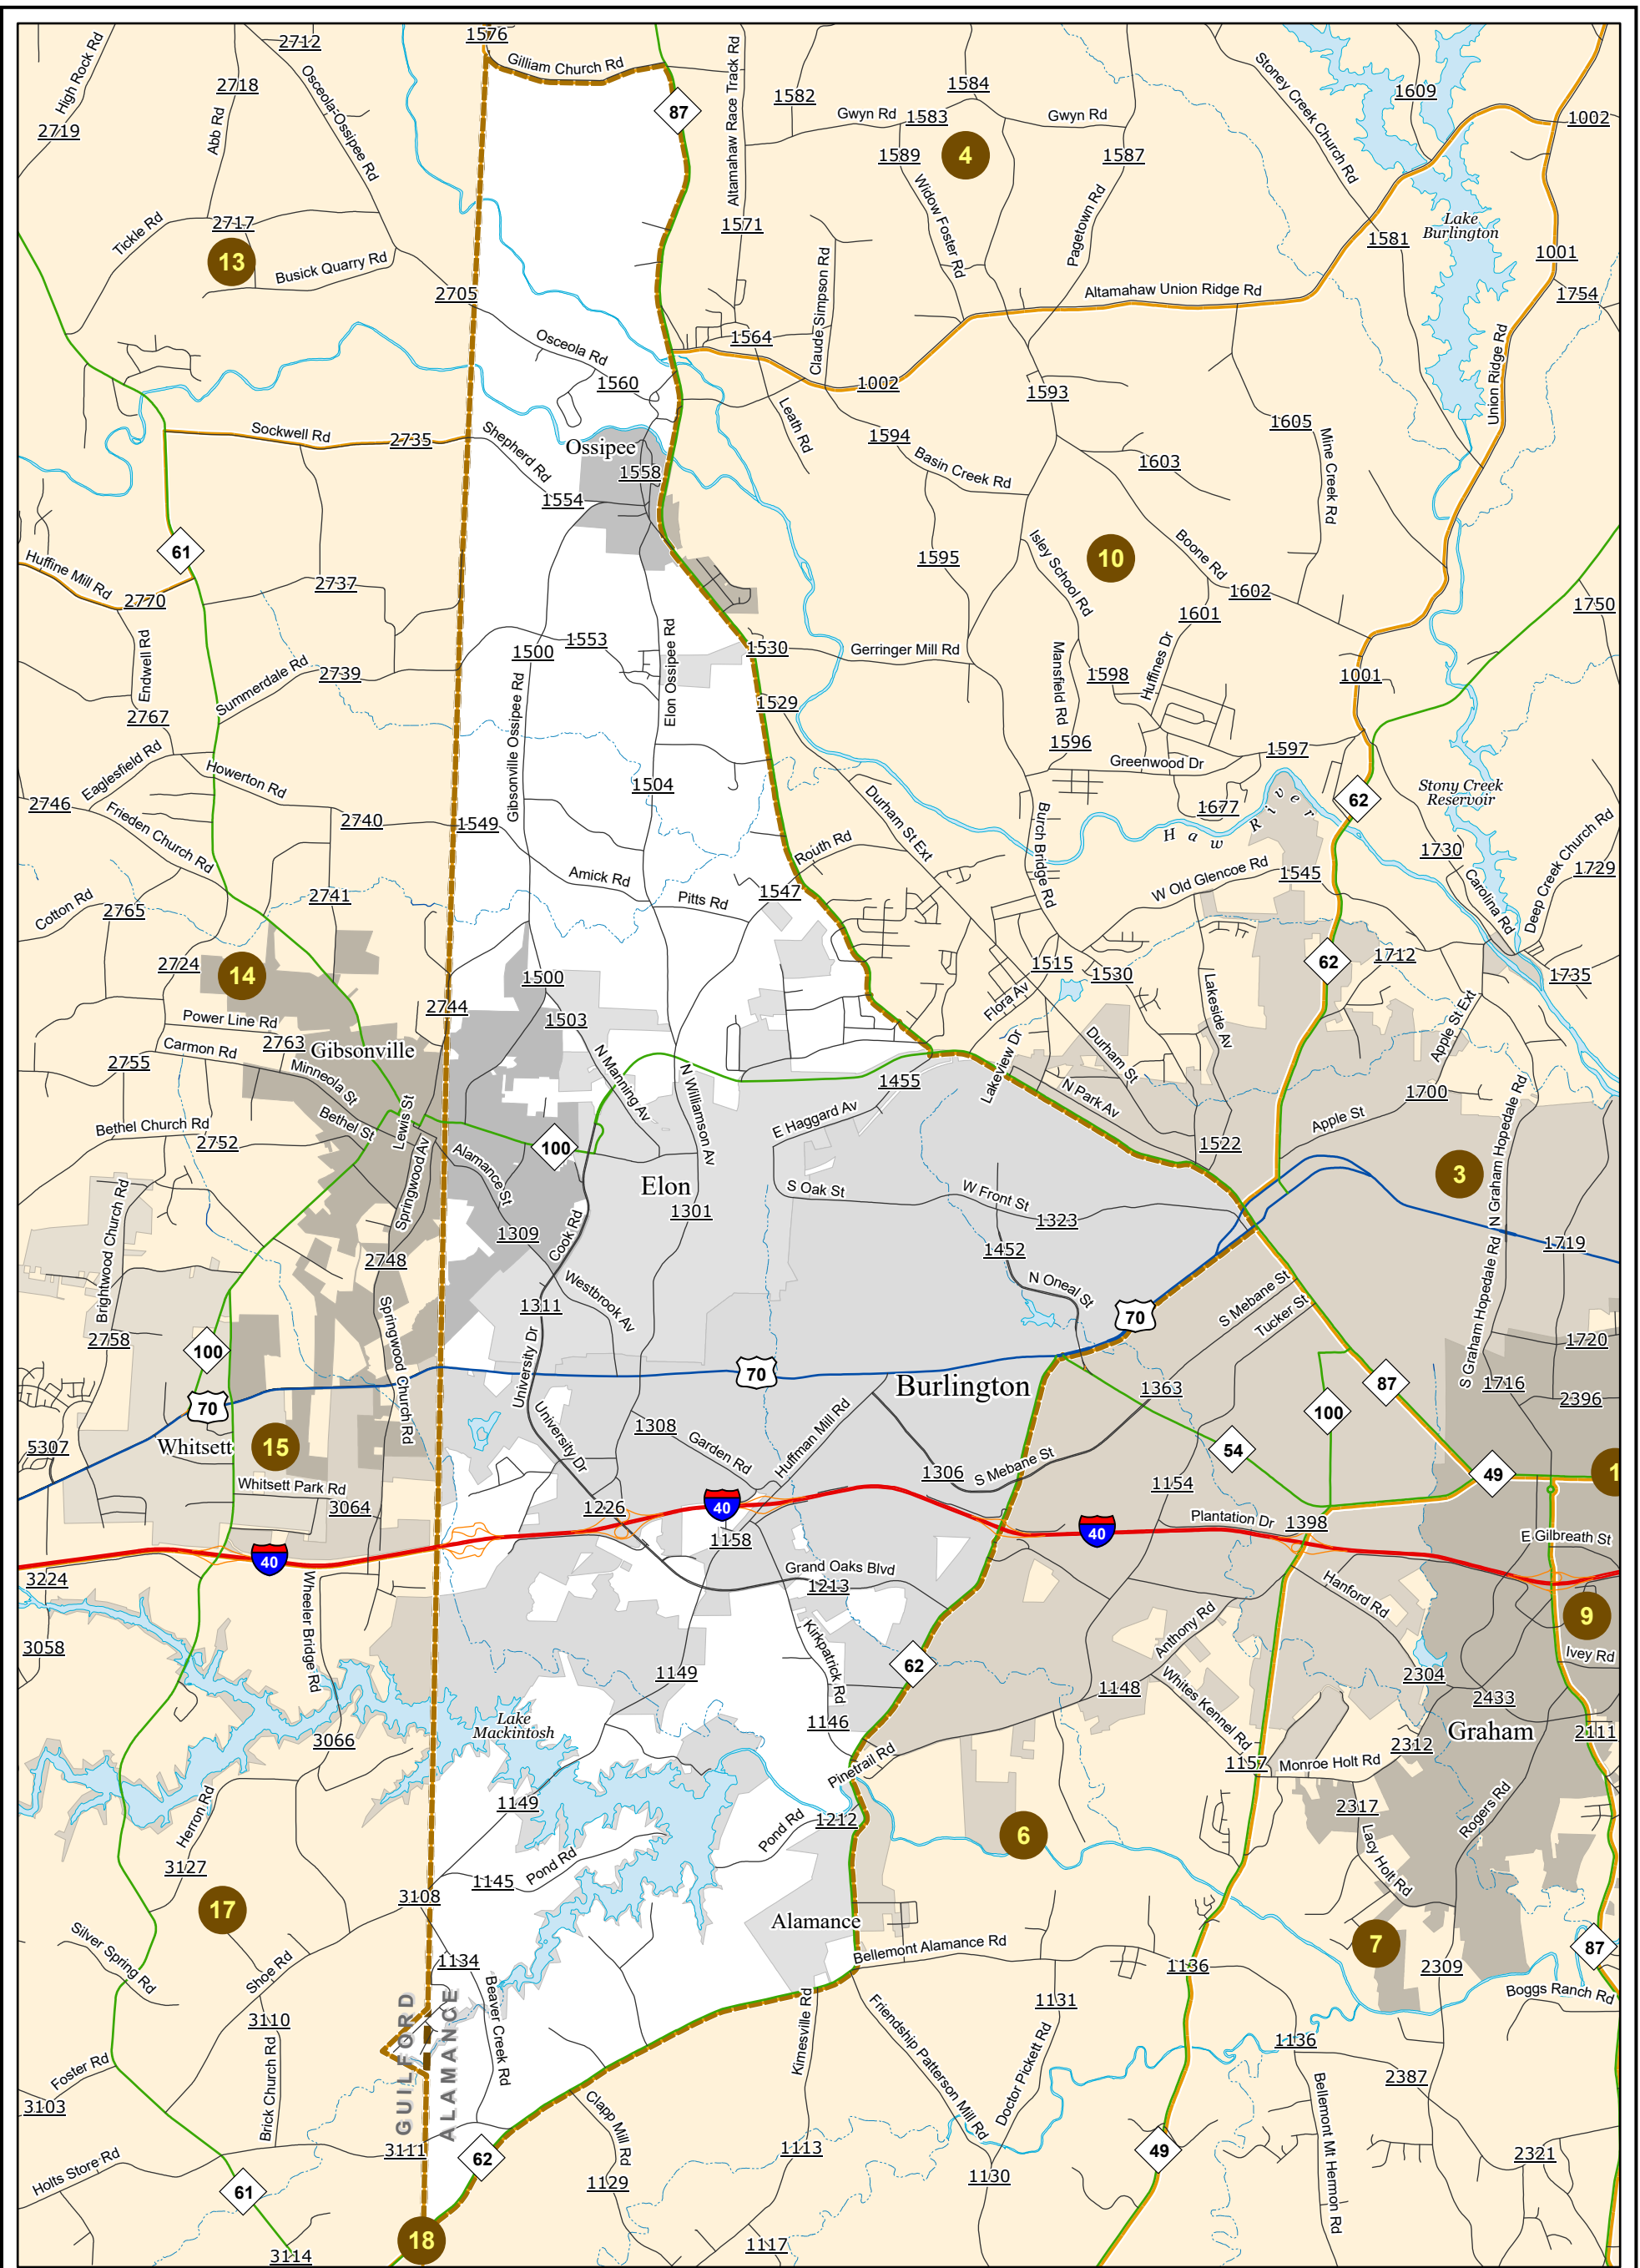 1576
2712
Gilliam Church Rd
High Rock Rd
2718
Osceola-Ossipee Rd
Altamahaw Race Track Rd
1582
1584
Stoney Creek Church Rd
1609
87
Gwyn Rd
1583
Gwyn Rd
1002
2719
Abb Rd
1589
4
1587
Widow Foster Rd
Pagetown Rd
Tickle Rd
2717
1571
Lake
Burlington
1581
13
Busick Quarry Rd
1001
2705
Claude Simpson Rd
Altamahaw Union Ridge Rd
1754
Osceola Rd
1564
Union Ridge Rd
1560
1002
1593
Leath Rd
1605
Sockwell Rd
2735
Shepherd Rd
Ossipee
1594
Basin Creek Rd
1603
Mine Creek Rd
1558
1554
61
Huffine Mill Rd
Isley School Rd
10
Boone Rd
1595
2737
2770
1602
1750
1601
Endwell Rd
1553
1500
Elon Ossipee Rd
1530
Gerringer Mill Rd
Mansfield Rd
Huffines Dr
Summerdale Rd
2739
1598
1001
Gibsonville Ossipee Rd
1529
2767
1596
1597
Eaglesfield Rd
Howerton Rd
Greenwood Dr
1504
Stony Creek
Reservoir
2746
Frieden Church Rd
Durham St Ext
62
1677
Haw River
2740
1549
Burch Bridge Rd
Deep Creek Church Rd
Routh Rd
1730
Amick Rd
W Old Glencoe Rd
1545
1729
Cotton Rd
2765
2741
Pitts Rd
1547
Carolina Rd
2724
14
1500
1515
1530
62
1712
1735
2744
Flora Av
Lakeside Av
Power Line Rd
1503
Apple St Ext
Carmon Rd
2763
Gibsonville
2755
Minneola St
N Manning Av
N Williamson Av
Lakeview Dr
Durham St
1455
N Park Av
1700
Bethel Church Rd
Bethel St
Lewis St
E Haggard Av
Apple St
2752
100
1522
Alamance St
Springwood Av
Elon
S Oak St
W Front St
3
N Graham Hopedale Rd
Brightwood Church Rd
1301
1323
1309
Cook Rd
2748
1452
1719
N Oneal St
Westbrook Av
1311
S Mebane St
70
Tucker St
S Graham Hopedale Rd
2758
100
Springwood Church Rd
University Dr
1720
70
Burlington
1363
87
1716
2396
70
University Dr
1308
Garden Rd
Huffman Mill Rd
100
5307
Whitsett
15
54
1306
S Mebane St
49
1
Whitsett Park Rd
3064
1226
40
1154
Plantation Dr
1398
1158
40
E Gilbreath St
40
3224
Grand Oaks Blvd
1213
Hanford Rd
Wheeler Bridge Rd
9
Anthony Rd
3058
Kirkpatrick Rd
62
Ivey Rd
1149
Whites Kennel Rd
2304
1148
2433
Lake
Mackintosh
1146
Graham
2111
3066
2312
Pinetrail Rd
1157
Monroe Holt Rd
Herron Rd
1149
Pond Rd
1212
2317
Rogers Rd
6
3127
Lacy Holt Rd
1145
Pond Rd
3108
17
Alamance
Silver Spring Rd
7
87
Bellemont Alamance Rd
Shoe Rd
1134
1136
2309
Boggs Ranch Rd
GUILFORD
ALAMANCE
Beaver Creek Rd
Kimesville Rd
1131
3110
Friendship Patterson Mill Rd
1136
Foster Rd
Brick Church Rd
Doctor Pickett Rd
2387
3103
Clapp Mill Rd
Bellemont Mt Hermon Rd
3111
62
1113
49
2321
Holts Store Rd
61
1129
1130
18
3114
1117